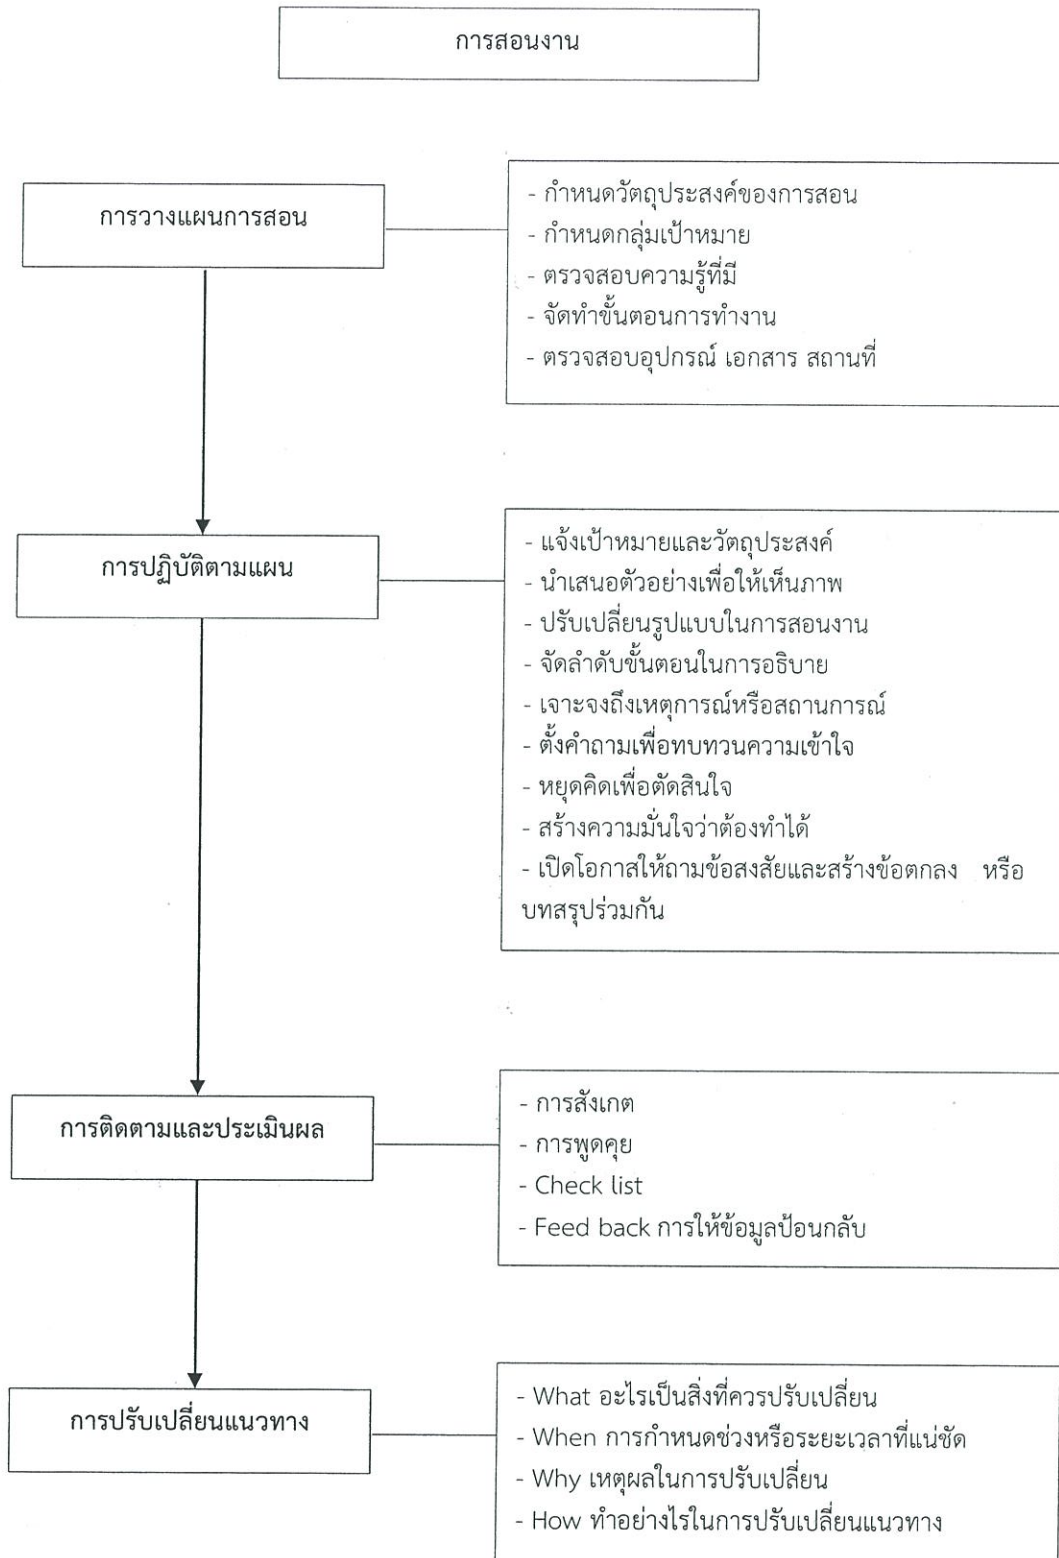 การสอนงาน
การวางแผนการสอน
- กำหนดวัตถุประสงค์ของการสอน
- กำหนดกลุ่มเป้าหมาย
- ตรวจสอบความรู้ที่มี
- จัดทำขั้นตอนการทำงาน
- ตรวจสอบอุปกรณ์ เอกสาร สถานที่
การปฏิบัติตามแผน
- แจ้งเป้าหมายและวัตถุประสงค์
- นำเสนอตัวอย่างเพื่อให้เห็นภาพ
- ปรับเปลี่ยนรูปแบบในการสอนงาน
- จัดลำดับขั้นตอนในการอธิบาย
- เจาะจงถึงเหตุการณ์หรือสถานการณ์
- ตั้งคำถามเพื่อทบทวนความเข้าใจ
- หยุดคิดเพื่อตัดสินใจ
- สร้างความมั่นใจว่าต้องทำได้
- เปิดโอกาสให้ถามข้อสงสัยและสร้างข้อตกลง หรือ
บทสรุปร่วมกัน
การติดตามและประเมินผล
- การสังเกต
- การพูดคุย
- Check list
- Feed back การให้ข้อมูลป้อนกลับ
การปรับเปลี่ยนแนวทาง
- What อะไรเป็นสิ่งที่ควรปรับเปลี่ยน
- When การกำหนดช่วงหรือระยะเวลาที่แน่ชัด
- Why เหตุผลในการปรับเปลี่ยน
- How ทำอย่างไรในการปรับเปลี่ยนแนวทาง